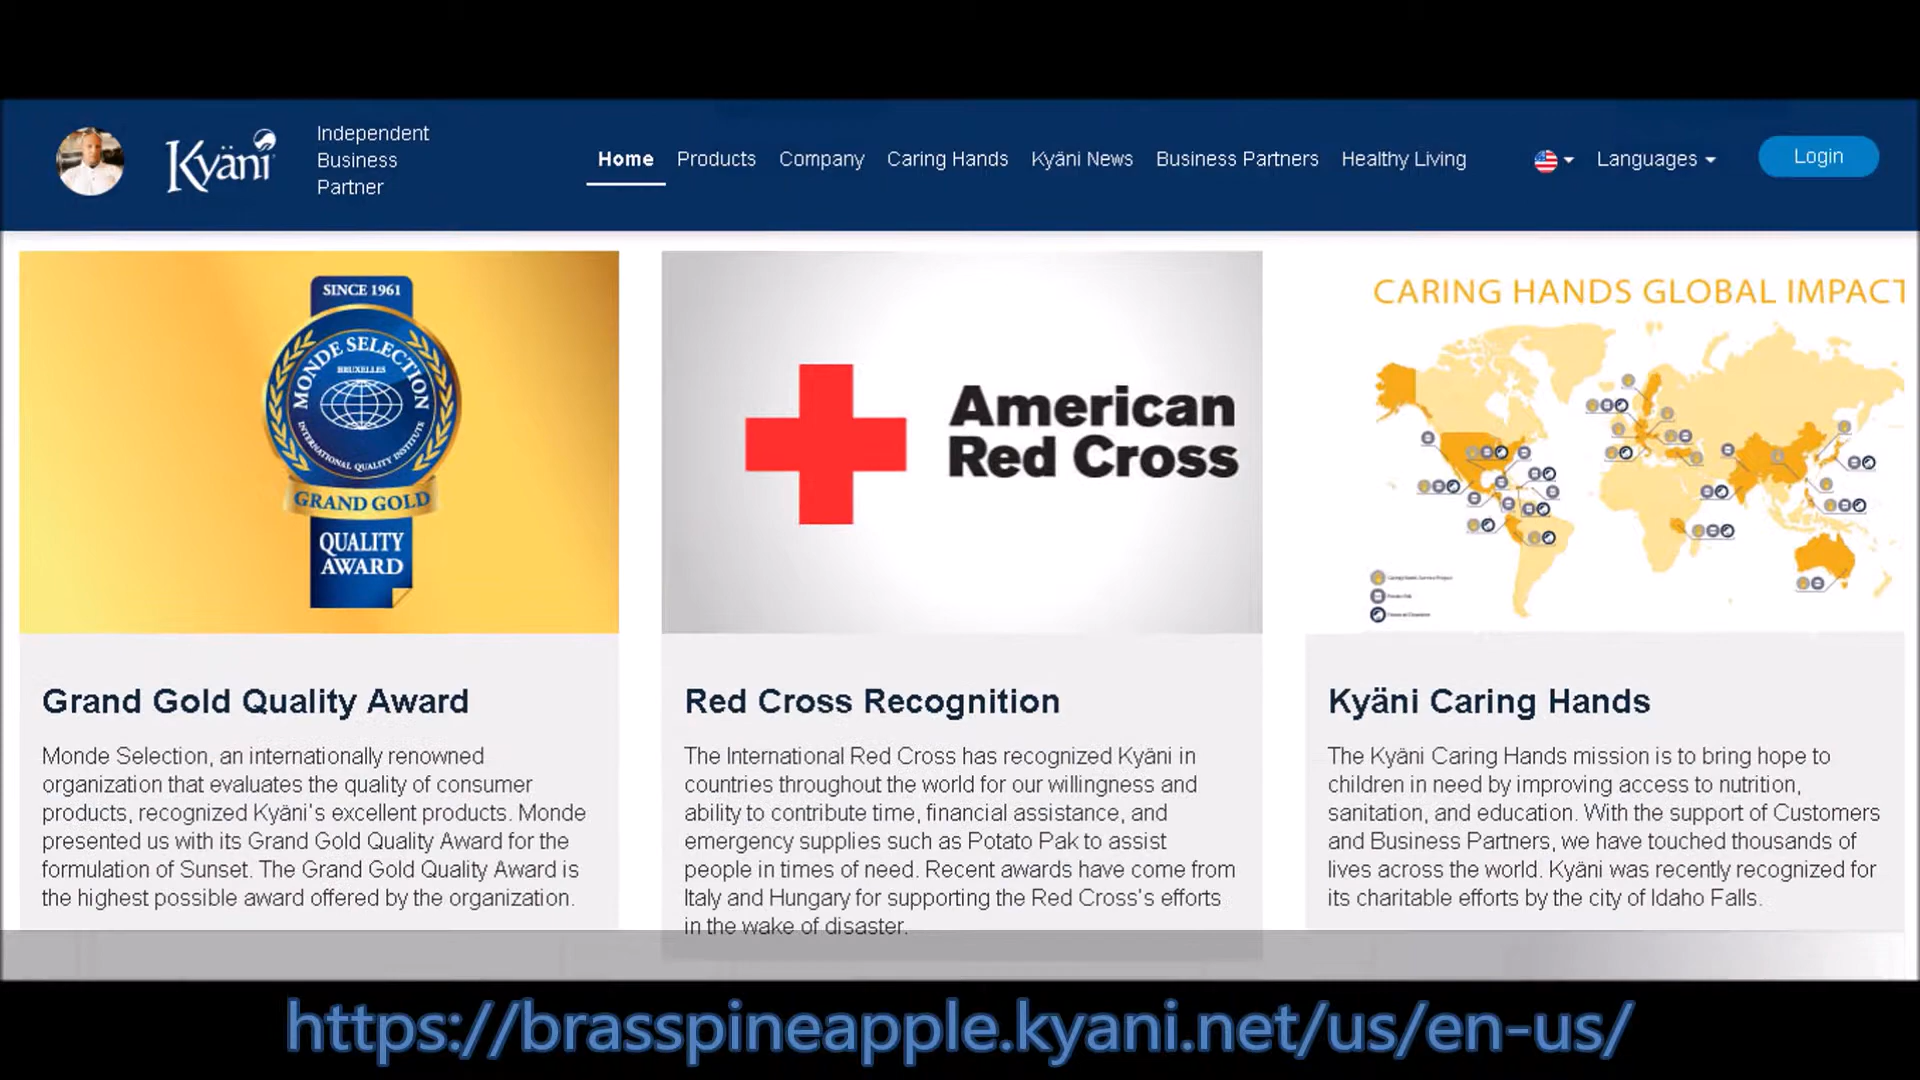 Kyäni
Independent
Business
Partner
Home Products Company Caring Hands Kyäni News Business Partners Healthy Living Languages Login
SINCE 1961
MONDE SELECTION
BRUXELLES
INTERNATIONAL QUALITY INSTITUTE
GRAND GOLD
QUALITY
AWARD
Grand Gold Quality Award
Monde Selection, an internationally renowned
organization that evaluates the quality of consumer
products, recognized Kyäni's excellent products. Monde
presented us with its Grand Gold Quality Award for the
formulation of Sunset. The Grand Gold Quality Award is
the highest possible award offered by the organization.
American
Red Cross
Red Cross Recognition
The International Red Cross has recognized Kyäni in
countries throughout the world for our willingness and
ability to contribute time, financial assistance, and
emergency supplies such as Potato Pak to assist
people in times of need. Recent awards have come from
Italy and Hungary for supporting the Red Cross's efforts
in the wake of disaster.
CARING HANDS GLOBAL IMPACT
Potato Pak
Kyäni Caring Hands
The Kyäni Caring Hands mission is to bring hope to
children in need by improving access to nutrition,
sanitation, and education. With the support of Customers
and Business Partners, we have touched thousands of
lives across the world. Kyäni was recently recognized for
its charitable efforts by the city of Idaho Falls.
https://brasspineapple.kyani.net/us/en-us/